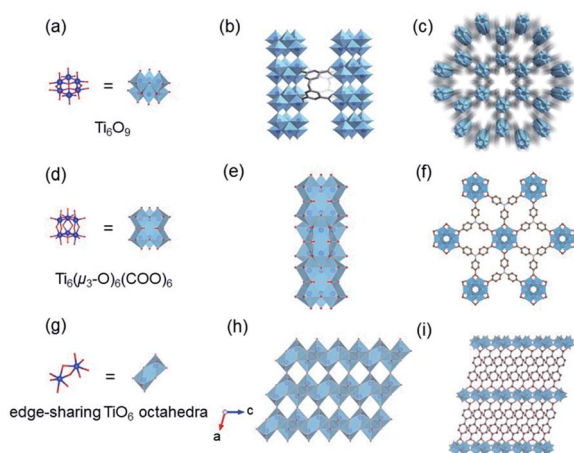 (a)
(b)
(c)
=
Ti₆O₉
(d)
(e)
(f)
=
Ti₆(μ₃-O)₆(COO)₆
(g)
(h)
(i)
=
edge-sharing TiO₆ octahedra
c
a